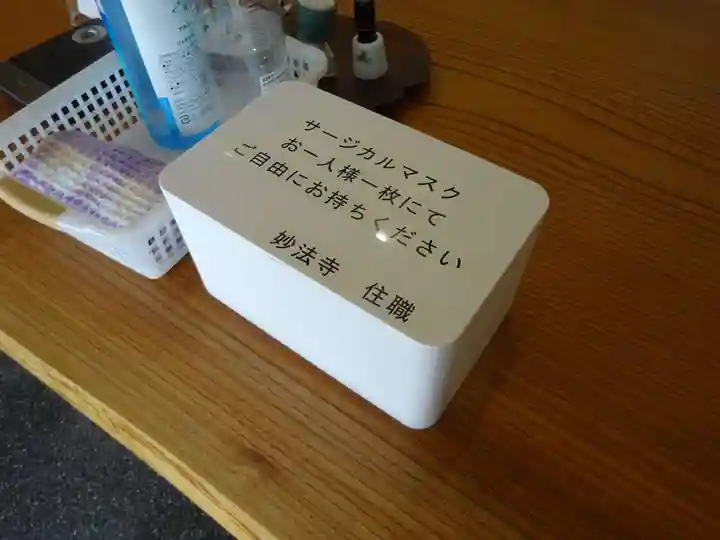 サージカルマスク
お一人様一枚にて
ご自由にお持ちください
妙法寺　住職